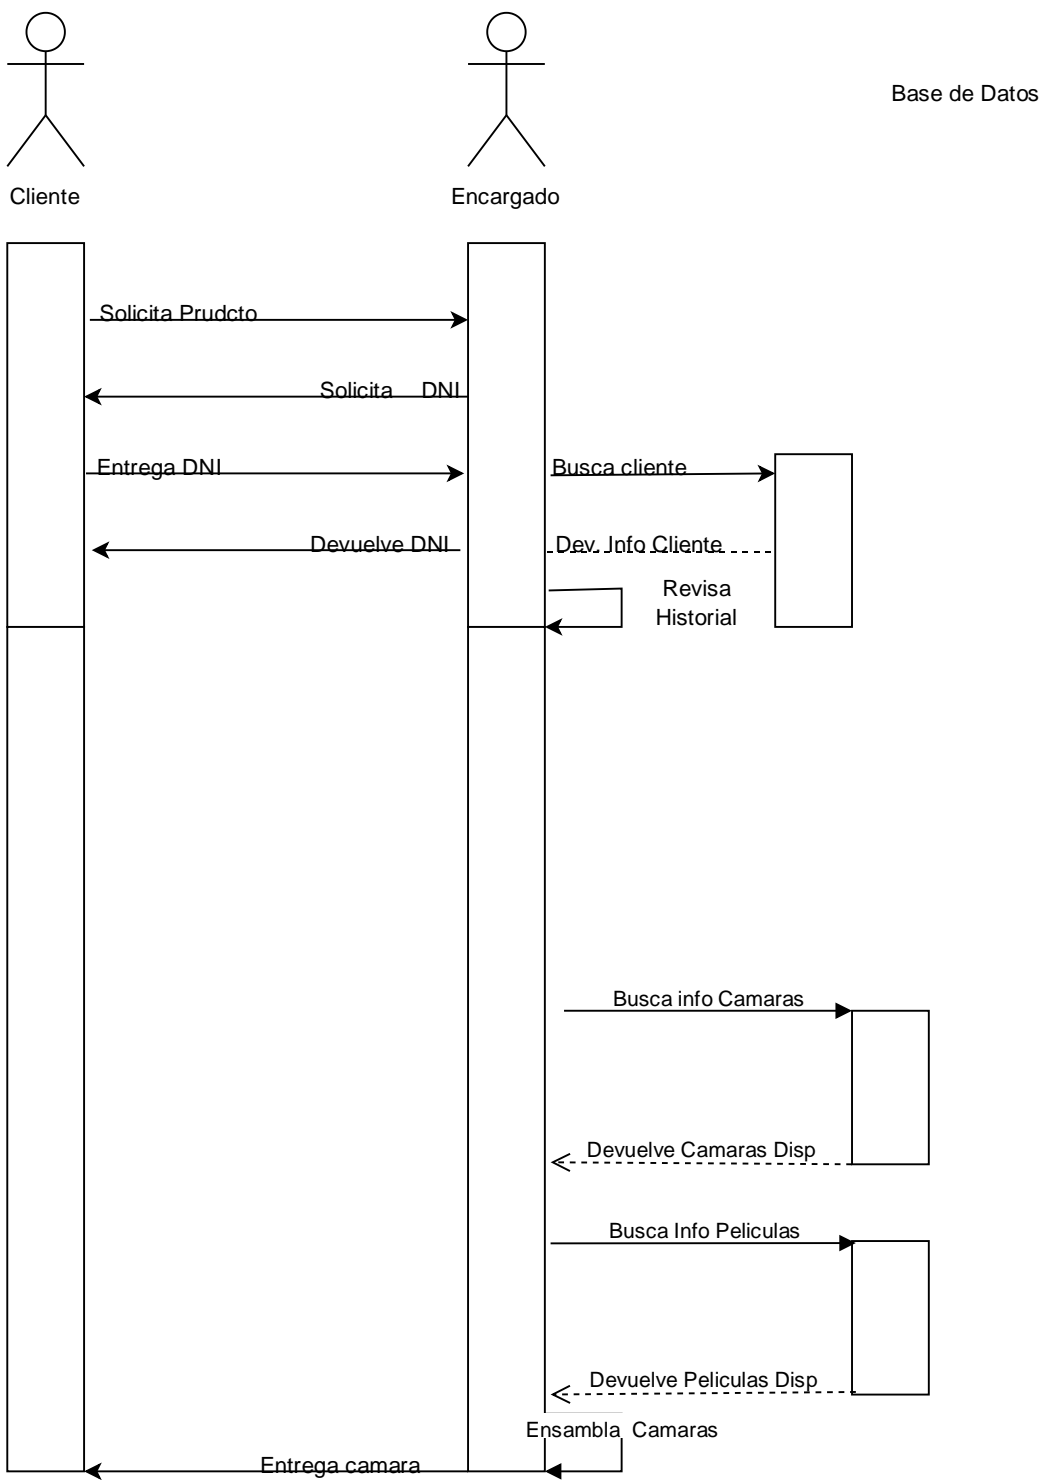 Base de Datos
Cliente
Encargado
Solicita Prudcto
Solicita DNI
Entrega DNI
Busca cliente
Devuelve DNI
Dev. Info Cliente
Revisa
Historial
Busca info Camaras
Devuelve Camaras Disp
Busca Info Peliculas
Devuelve Peliculas Disp
Ensambla Camaras
Entrega camara